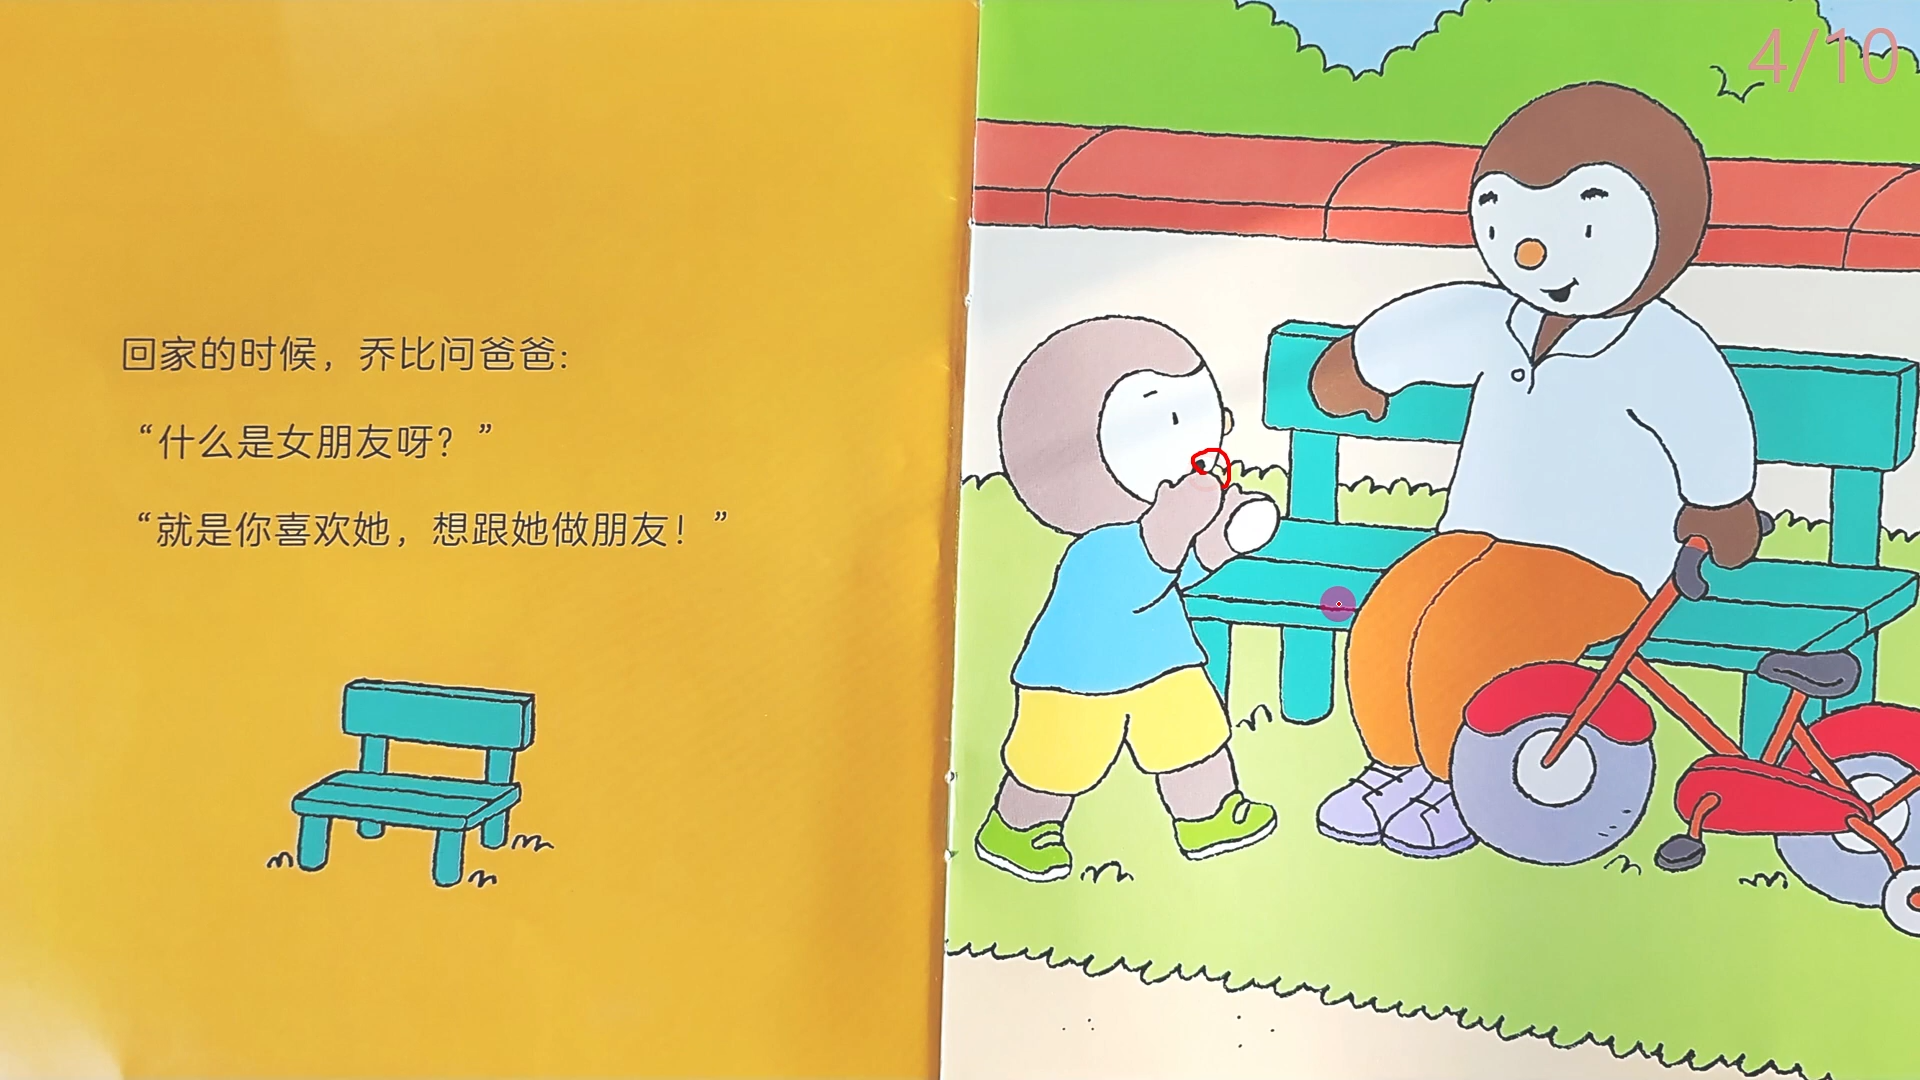 4/10
回家的时候，乔比问爸爸：
“什么是女朋友呀？”
“就是你喜欢她，想跟她做朋友！”